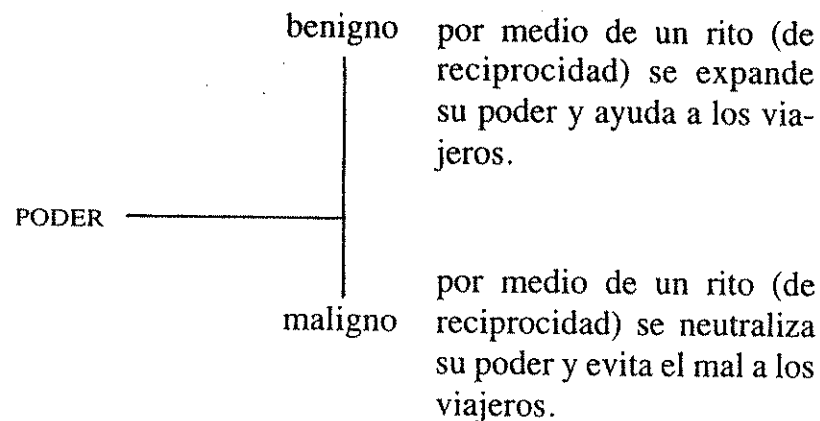 benigno por medio de un rito (de
reciprocidad) se expande
su poder y ayuda a los via-
jeros.
PODER
maligno por medio de un rito (de
reciprocidad) se neutraliza
su poder y evita el mal a los
viajeros.